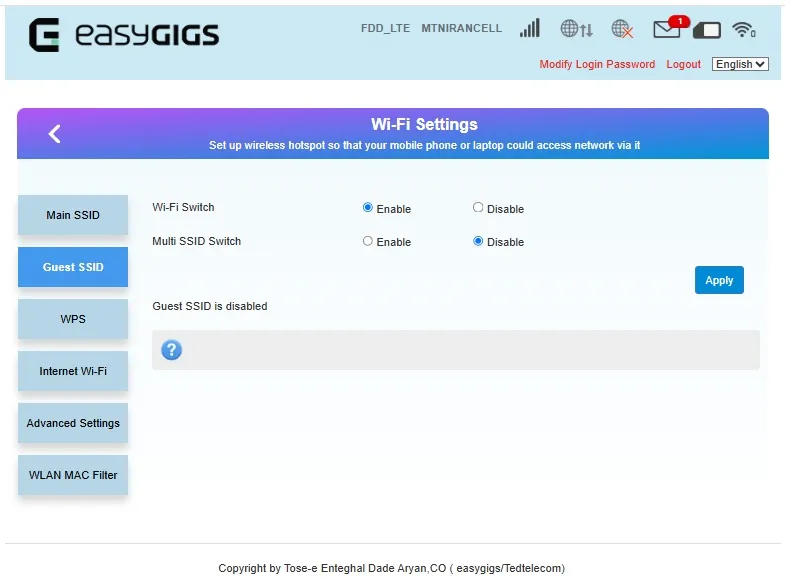 easyGIGS
FDD_LTE MTNIRANCELL 1
Modify Login Password Logout English
Wi-Fi Settings
Set up wireless hotspot so that your mobile phone or laptop could access network via it
Main SSID
Guest SSID
WPS
Internet Wi-Fi
Advanced Settings
WLAN MAC Filter
Wi-Fi Switch Enable Disable
Multi SSID Switch Enable Disable
Apply
Guest SSID is disabled
?
Copyright by Tose-e Enteghal Dade Aryan,CO ( easygigs/Tedtelecom)